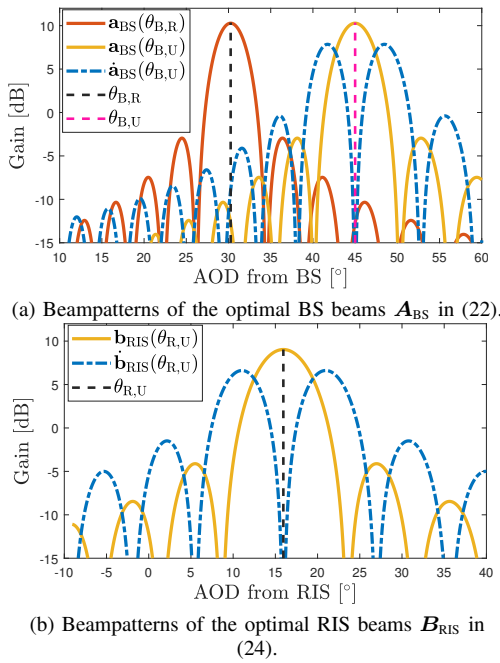 10
5
0
-5
-10
-15
Gain [dB]
a_BS(θ_B,R)
a_BS(θ_B,U)
ȧ_BS(θ_B,U)
θ_B,R
θ_B,U
10 15 20 25 30 35 40 45 50 55 60
AOD from BS [°]
(a) Beampatterns of the optimal BS beams A_BS in (22).
10
5
0
-5
-10
-15
Gain [dB]
b_RIS(θ_R,U)
ḃ_RIS(θ_R,U)
θ_R,U
-10 -5 0 5 10 15 20 25 30 35 40
AOD from RIS [°]
(b) Beampatterns of the optimal RIS beams B_RIS in
(24).